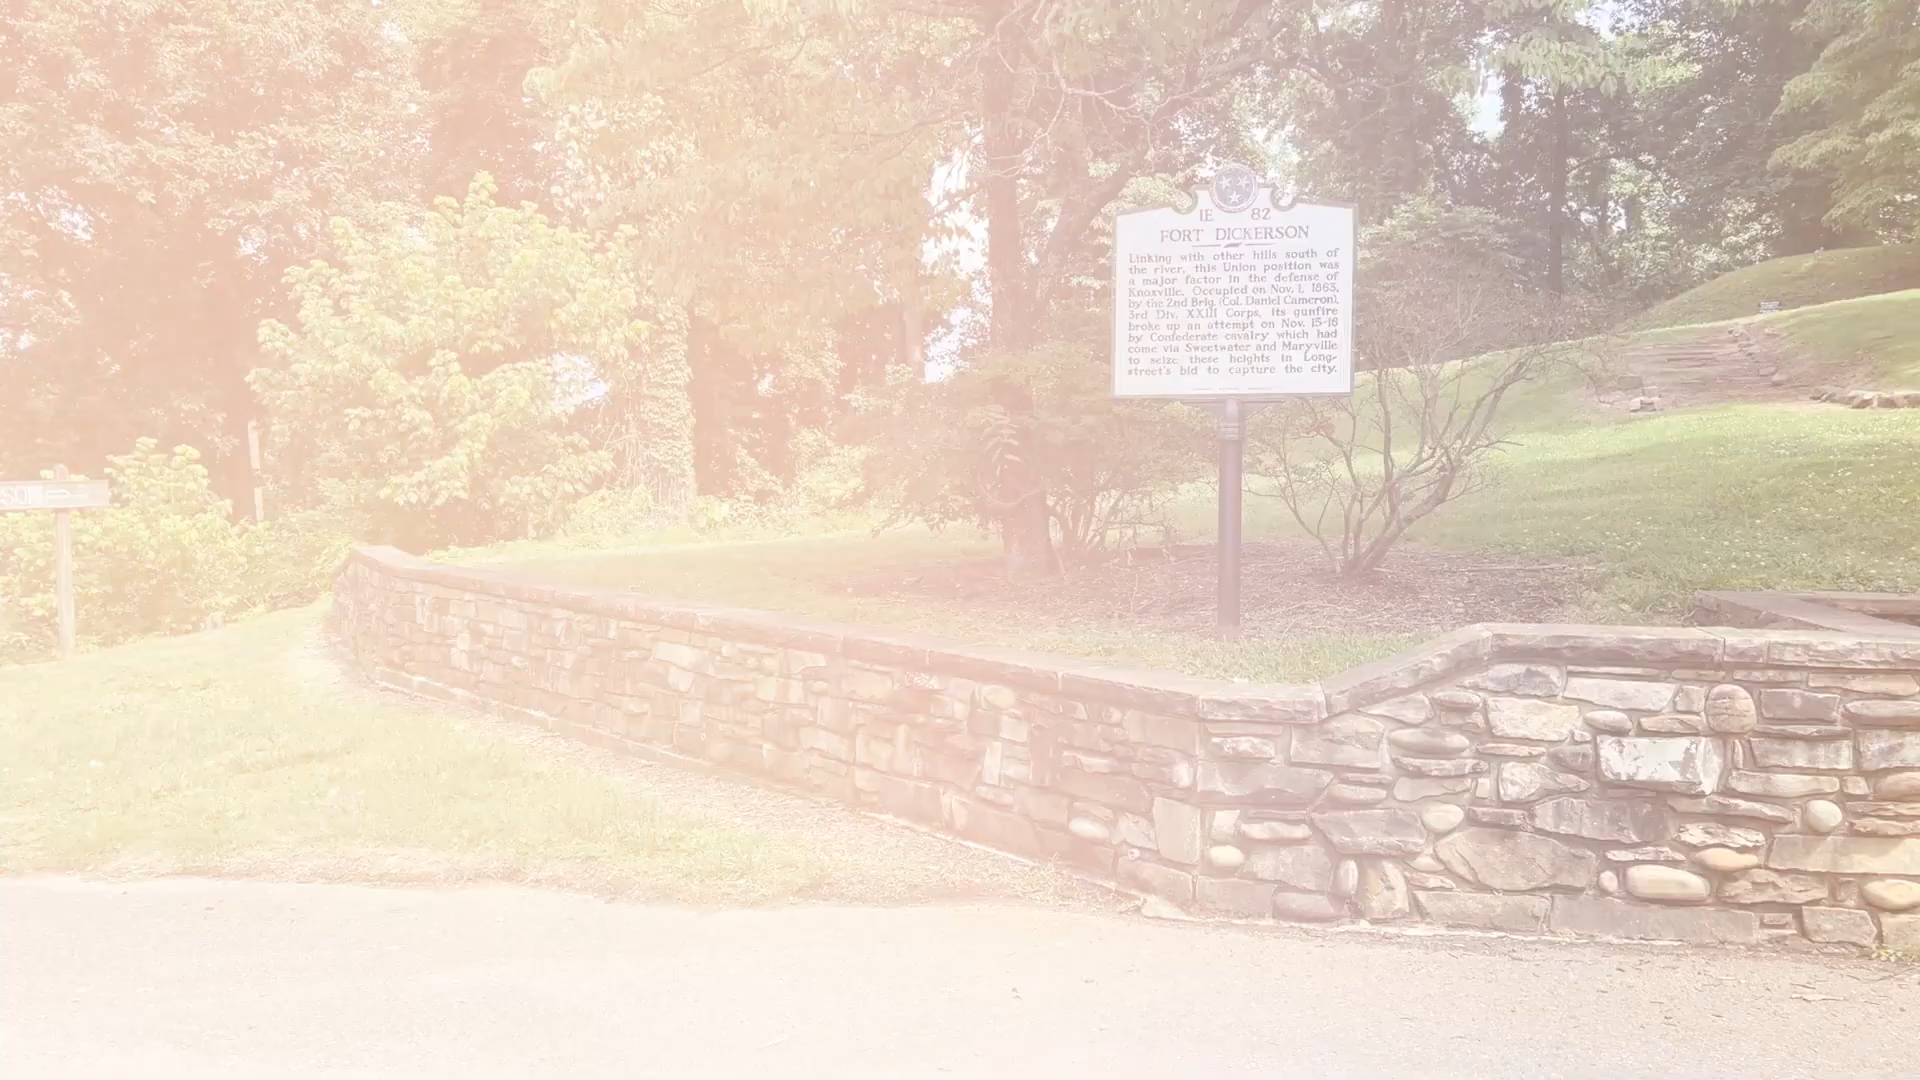 1E 82
FORT DICKERSON
Linking with other hills south of
the river, this Union position was
a major factor in the defense of
Knoxville. Occupied on Nov. 1, 1863,
by the 2nd Brig. (Col. Daniel Cameron),
3rd Div., XXIII Corps, its gunfire
broke up an attempt on Nov. 15-16
by Confederate cavalry which had
come via Sweetwater and Maryville
to seize these heights in Long-
street's bid to capture the city.